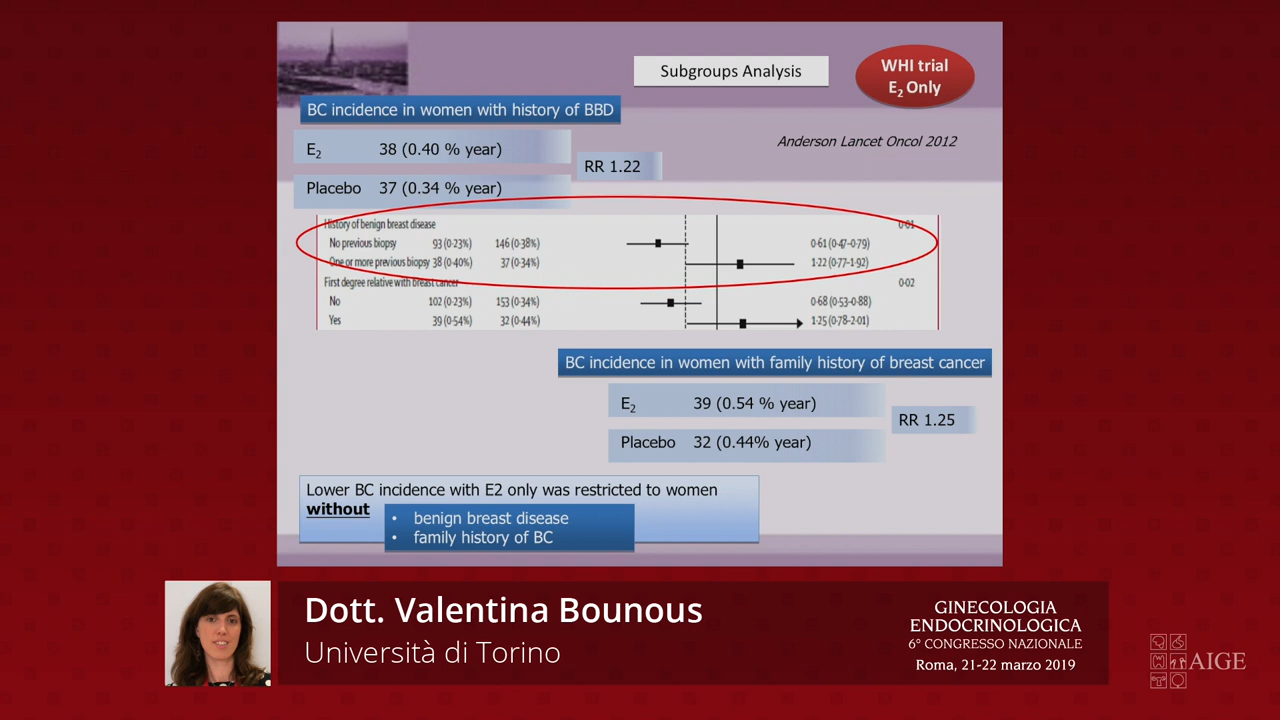 Subgroups Analysis
WHI trial
E2 Only
BC incidence in women with history of BBD
Anderson Lancet Oncol 2012
E2 38 (0.40 % year)
RR 1.22
Placebo 37 (0.34 % year)
History of benign breast disease 0·01
No previous biopsy 93 (0·23%) 146 (0·38%) 0·61 (0·47–0·79)
One or more previous biopsy 38 (0·40%) 37 (0·34%) 1·22 (0·77–1·92)
First degree relative with breast cancer 0·02
No 102 (0·23%) 153 (0·34%) 0·68 (0·53–0·88)
Yes 39 (0·54%) 32 (0·44%) 1·25 (0·78–2·01)
BC incidence in women with family history of breast cancer
E2 39 (0.54 % year)
RR 1.25
Placebo 32 (0.44% year)
Lower BC incidence with E2 only was restricted to women
without
• benign breast disease
• family history of BC
Dott. Valentina Bounous
Università di Torino
GINECOLOGIA
ENDOCRINOLOGICA
6° CONGRESSO NAZIONALE
Roma, 21-22 marzo 2019
AIGE